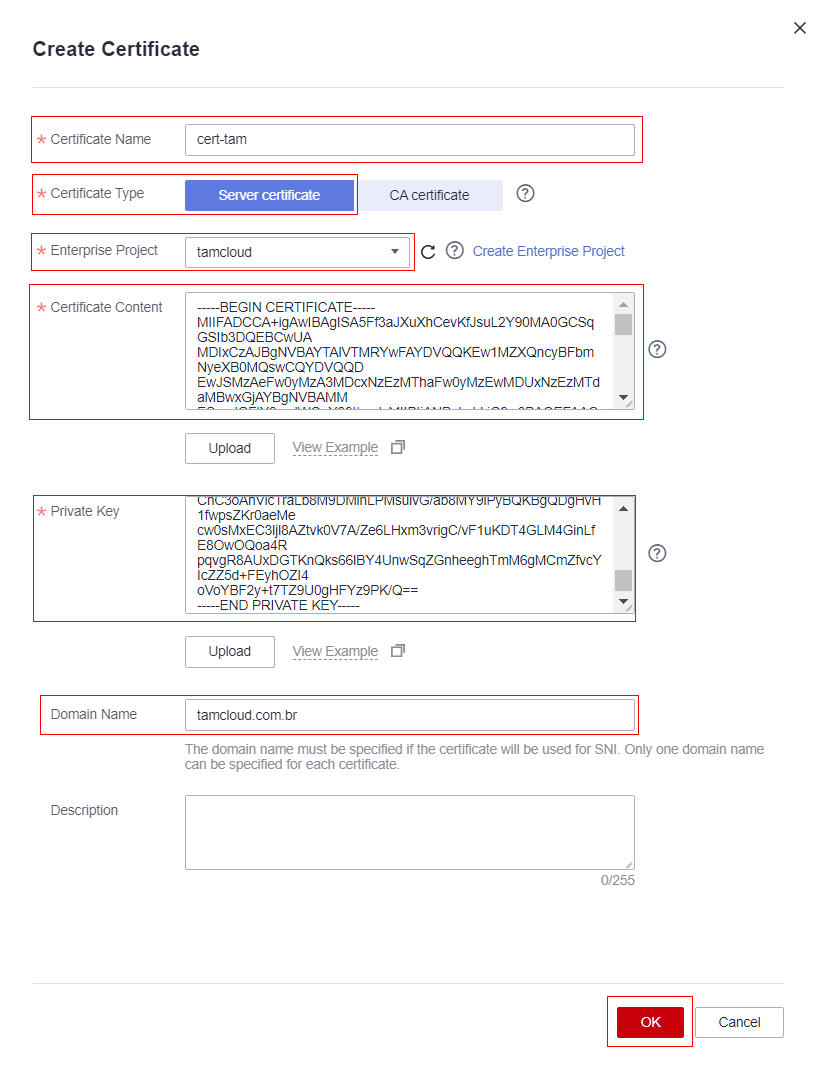 Create Certificate
* Certificate Name cert-tam
* Certificate Type Server certificate CA certificate ?
* Enterprise Project tamcloud ? Create Enterprise Project
* Certificate Content -----BEGIN CERTIFICATE-----
MIIFADCCA+igAwIBAgISA5Ff3aJXuXhCevKfJsuL2Y90MA0GCSq
GSIb3DQEBCwUA
MDIxCzAJBgNVBAYTAlVTMRYwFAYDVQQKEw1MZXQncyBFbm
NyeXB0MQswCQYDVQQD
EwJSMzAeFw0yMzA3MDcxNzEzMThaFw0yMzEwMDUxNzEzMTd
aMBwxGjAYBgNVBAMM
?
Upload View Example
* Private Key
1fwpsZKr0aeMe
cw0sMxEC3ljI8AZtvk0V7A/Ze6LHxm3vrigC/vF1uKDT4GLM4GinLf
E8OwOQoa4R
pqvgR8AUxDGTKnQks66IBY4UnwSqZGnheeghTmM6gMCmZfvcY
IcZZ5d+FEyhOZI4
oVoYBF2y+t7TZ9U0gHFYz9PK/Q==
-----END PRIVATE KEY-----
?
Upload View Example
Domain Name tamcloud.com.br
The domain name must be specified if the certificate will be used for SNI. Only one domain name
can be specified for each certificate.
Description
0/255
OK Cancel